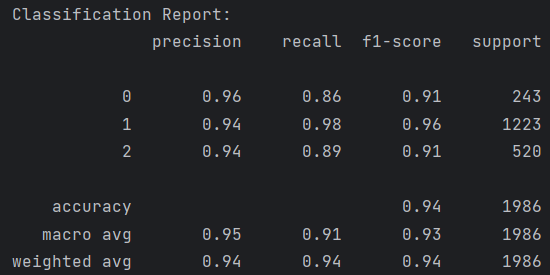 Classification Report:
precision recall f1-score support
0 0.96 0.86 0.91 243
1 0.94 0.98 0.96 1223
2 0.94 0.89 0.91 520
accuracy 0.94 1986
macro avg 0.95 0.91 0.93 1986
weighted avg 0.94 0.94 0.94 1986